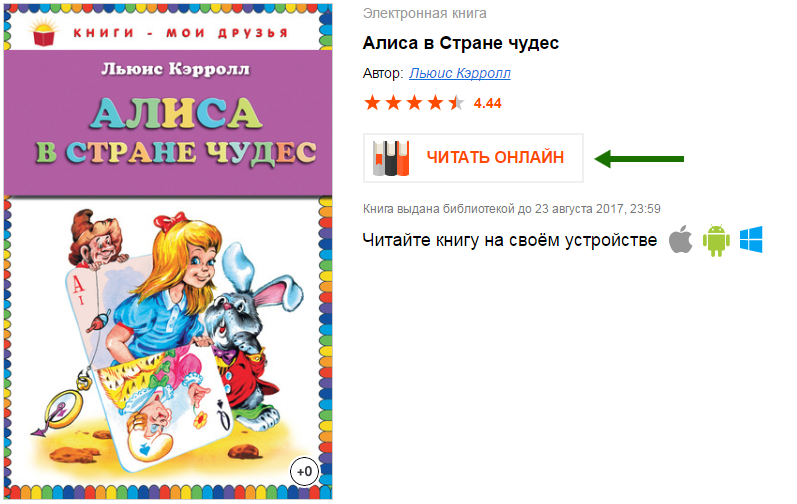 КНИГИ - МОИ ДРУЗЬЯ
Льюис Кэрролл
АЛИСА
В СТРАНЕ ЧУДЕС
A
Q
+0
Электронная книга
Алиса в Стране чудес
Автор: Льюис Кэрролл
4.44
ЧИТАТЬ ОНЛАЙН
Книга выдана библиотекой до 23 августа 2017, 23:59
Читайте книгу на своём устройстве